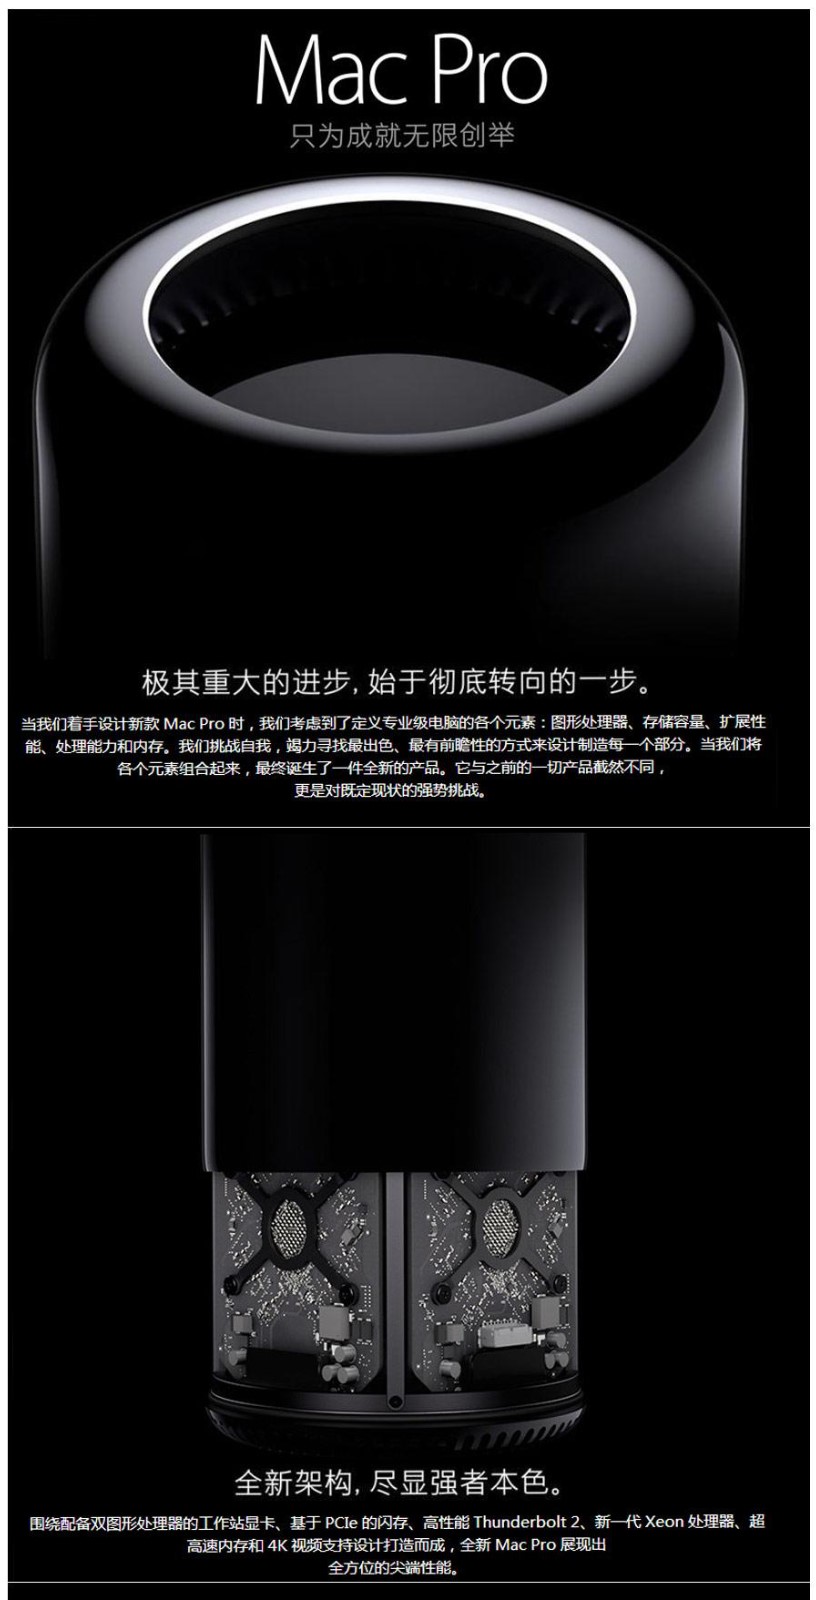 Mac Pro
只为成就无限创举
极其重大的进步，始于彻底转向的一步。
当我们着手设计新款 Mac Pro 时，我们考虑到了定义专业级电脑的各个元素：图形处理器、存储容量、扩展性
能、处理能力和内存。我们挑战自我，竭力寻找最出色、最有前瞻性的方式来设计制造每一个部分。当我们将
各个元素组合起来，最终诞生了一件全新的产品。它与之前的一切产品截然不同，
更是对既定现状的强势挑战。
全新架构，尽显强者本色。
围绕配备双图形处理器的工作站显卡、基于 PCIe 的闪存、高性能 Thunderbolt 2、新一代 Xeon 处理器、超
高速内存和 4K 视频支持设计打造而成，全新 Mac Pro 展现出
全方位的尖端性能。